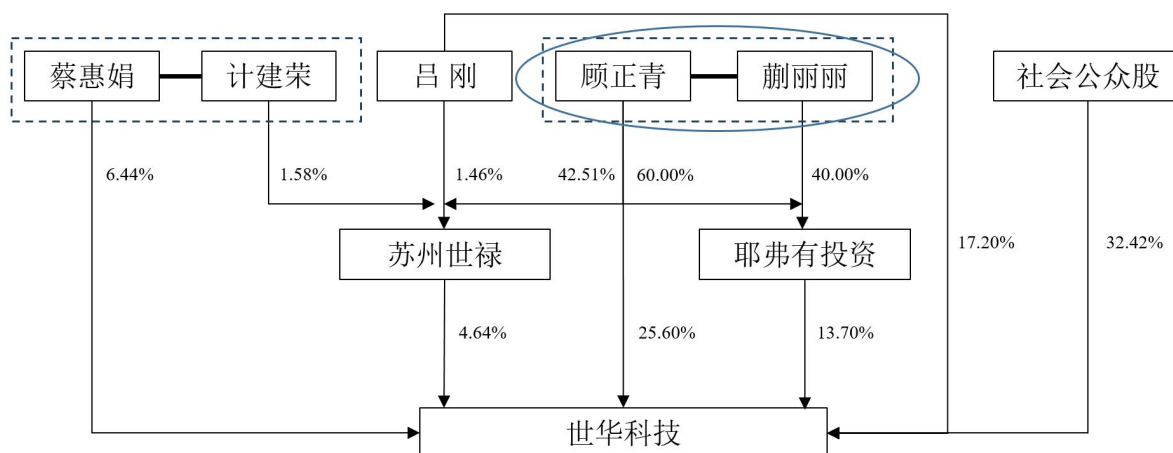 蔡惠娟
计建荣
吕 刚
顾正青
蒯丽丽
社会公众股
6.44%
1.58%
1.46%
42.51%
60.00%
40.00%
苏州世禄
耶弗有投资
17.20%
32.42%
4.64%
25.60%
13.70%
世华科技